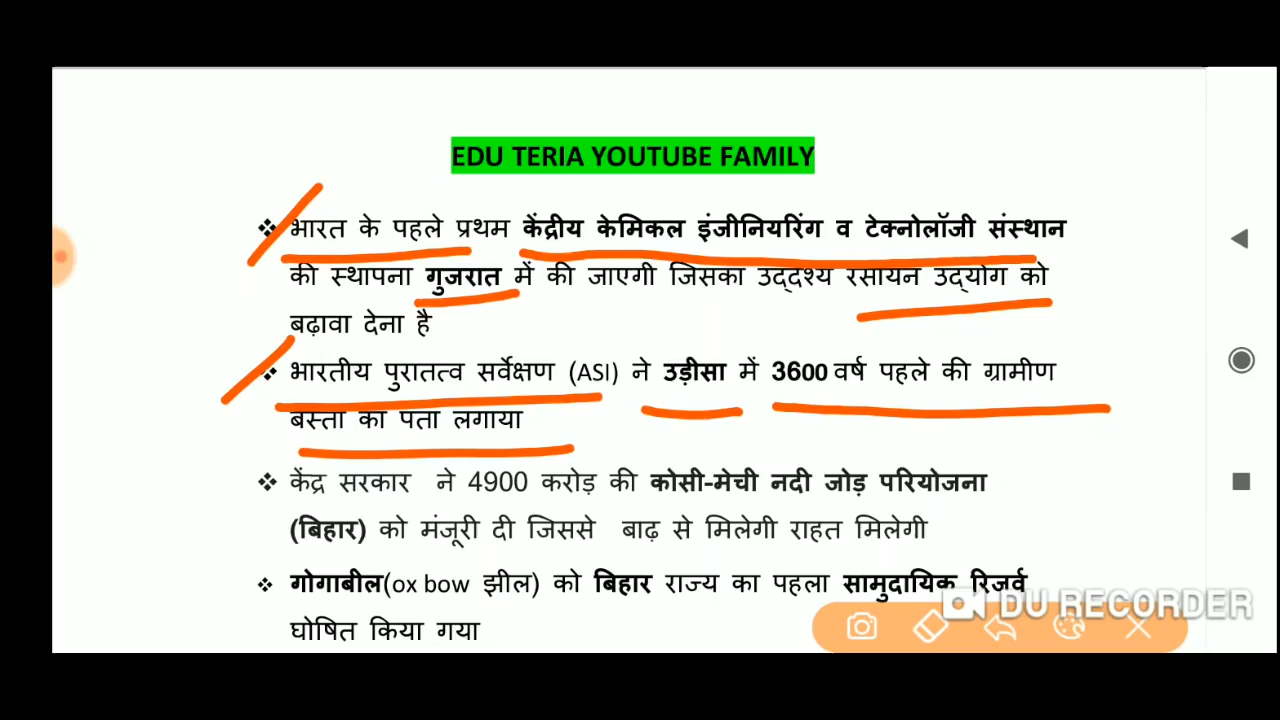 EDU TERIA YOUTUBE FAMILY
❖ भारत के पहले प्रथम केंद्रीय केमिकल इंजीनियरिंग व टेक्नोलॉजी संस्थान
की स्थापना गुजरात में की जाएगी जिसका उद्दश्य रसायन उद्योग को
बढ़ावा देना है
❖ भारतीय पुरातत्व सर्वेक्षण (ASI) ने उड़ीसा में 3600 वर्ष पहले की ग्रामीण
बस्ता का पता लगाया
❖ केंद्र सरकार ने 4900 करोड़ की कोसी-मेची नदी जोड़ परियोजना
(बिहार) को मंजूरी दी जिससे बाढ़ से मिलेगी राहत मिलेगी
❖ गोगाबील(ox bow झील) को बिहार राज्य का पहला सामुदायिक रिजर्व
घोषित किया गया
DU RECORDER